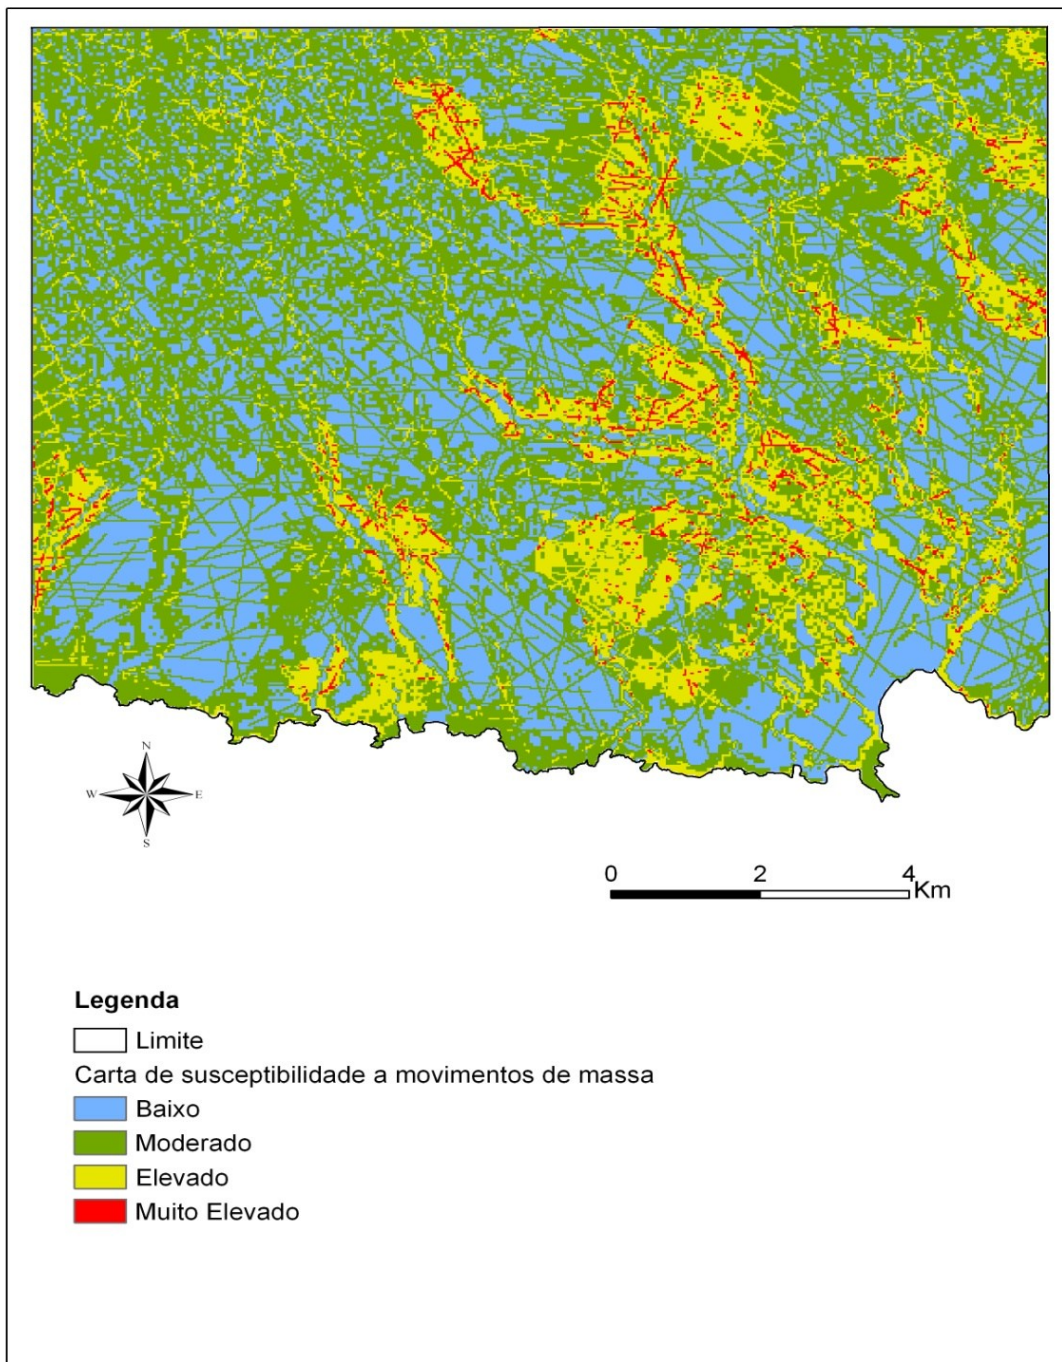 N
W E
S
0 2 4
Km
Legenda
Limite
Carta de susceptibilidade a movimentos de massa
Baixo
Moderado
Elevado
Muito Elevado